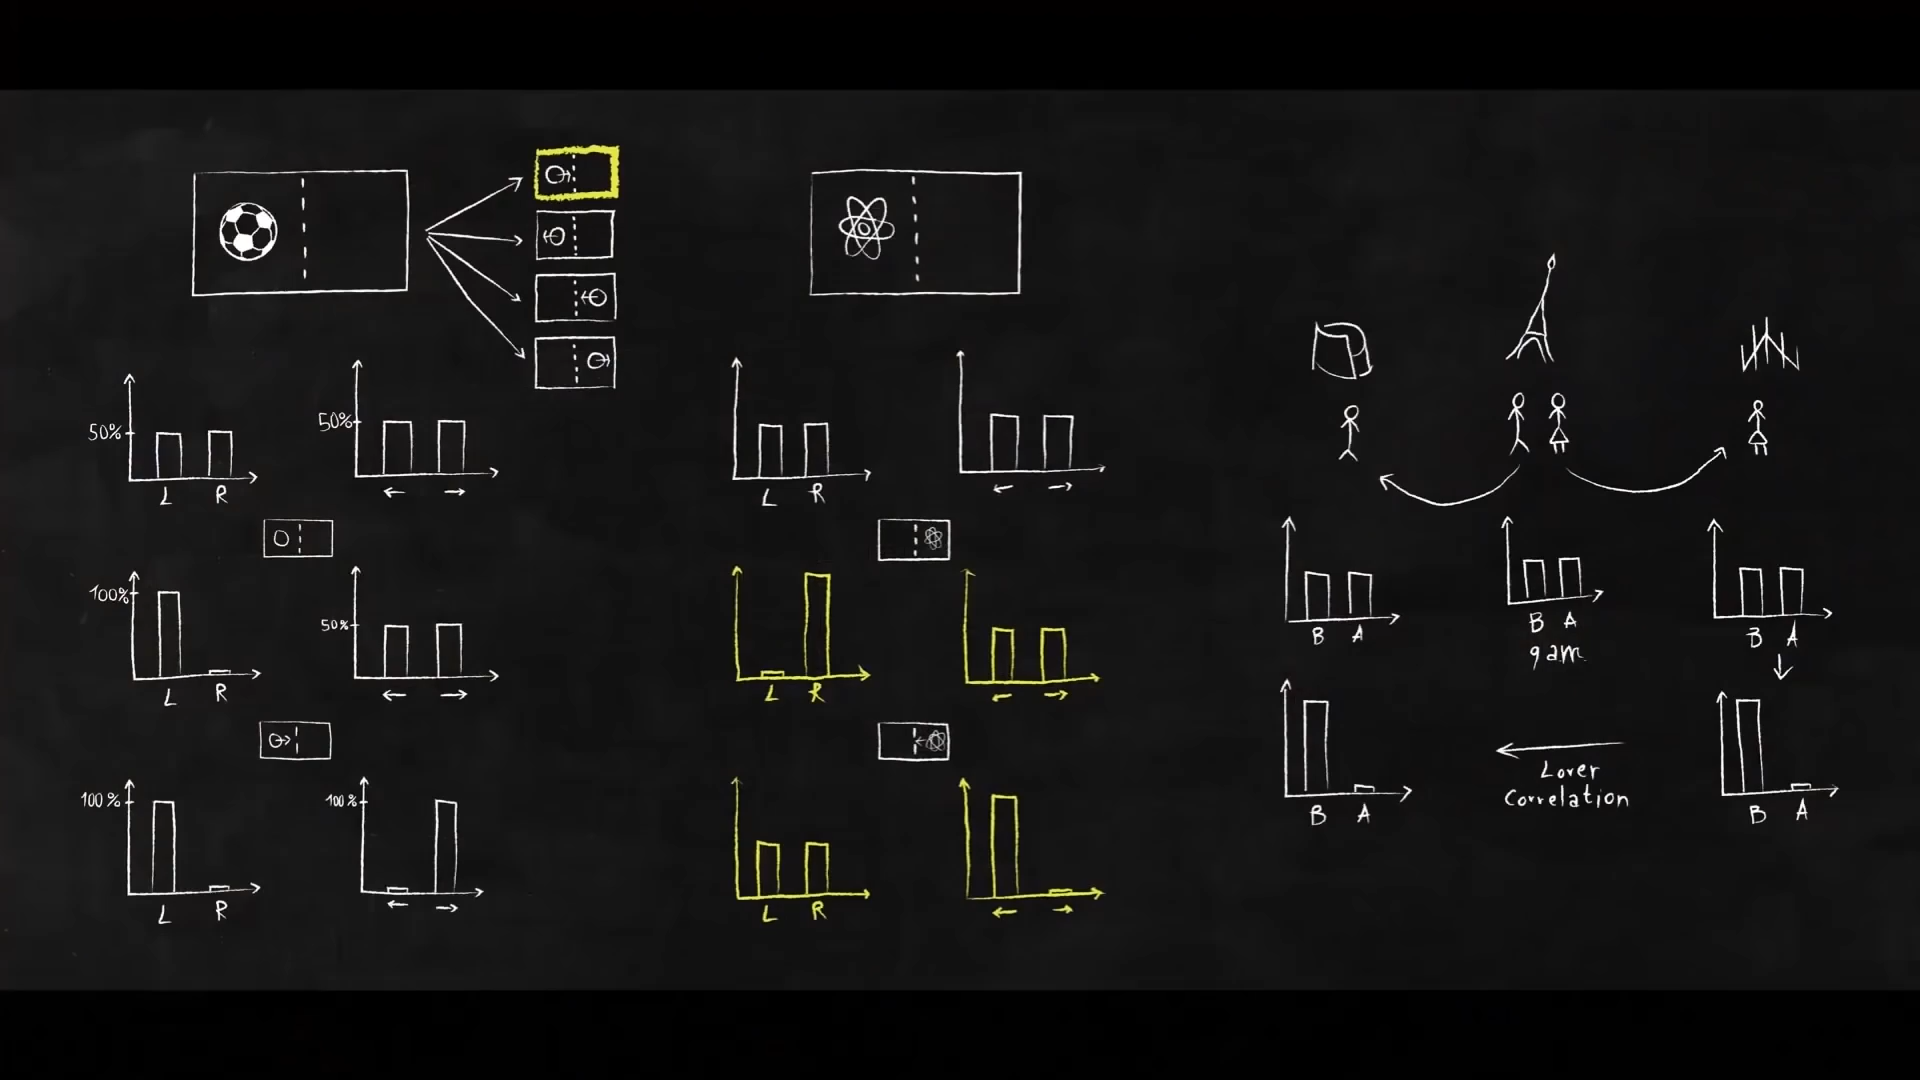 50%
L R
50%
← →
100%
L R
50%
← →
100%
L R
100%
← →
L R
← →
L R
← →
L R
← →
B A
B A
9 am
B A
B A
Lover
Correlation
B A